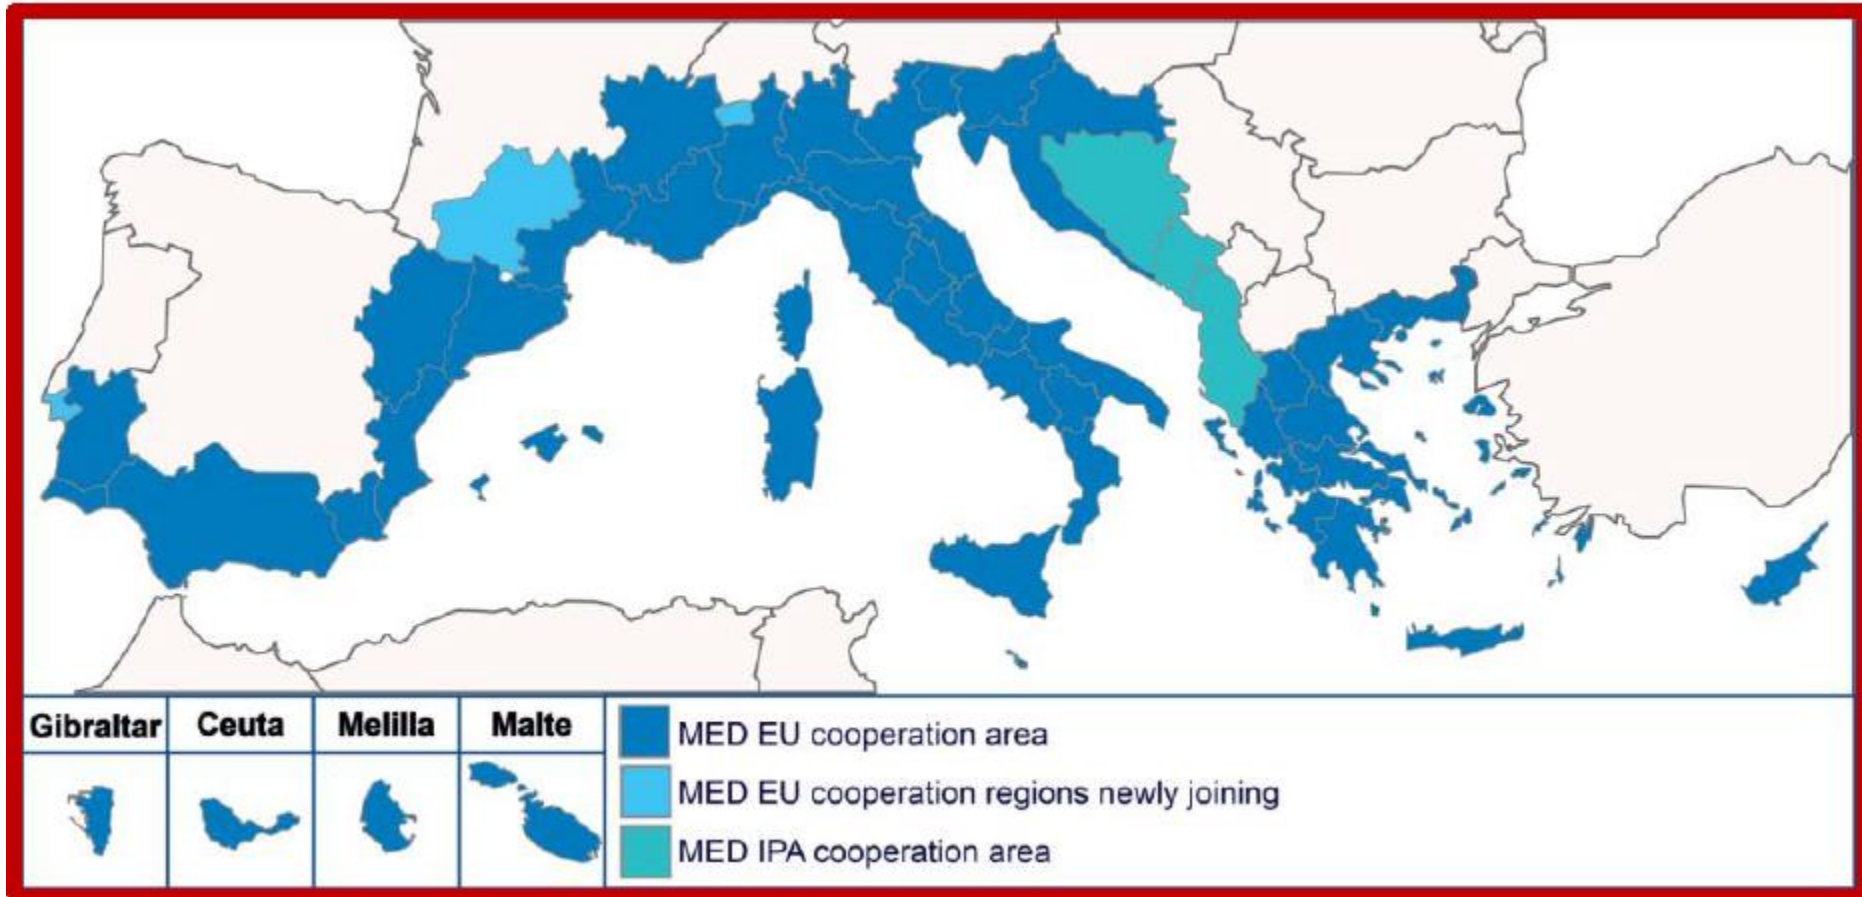 Gibraltar
Ceuta
Melilla
Malte
MED EU cooperation area
MED EU cooperation regions newly joining
MED IPA cooperation area